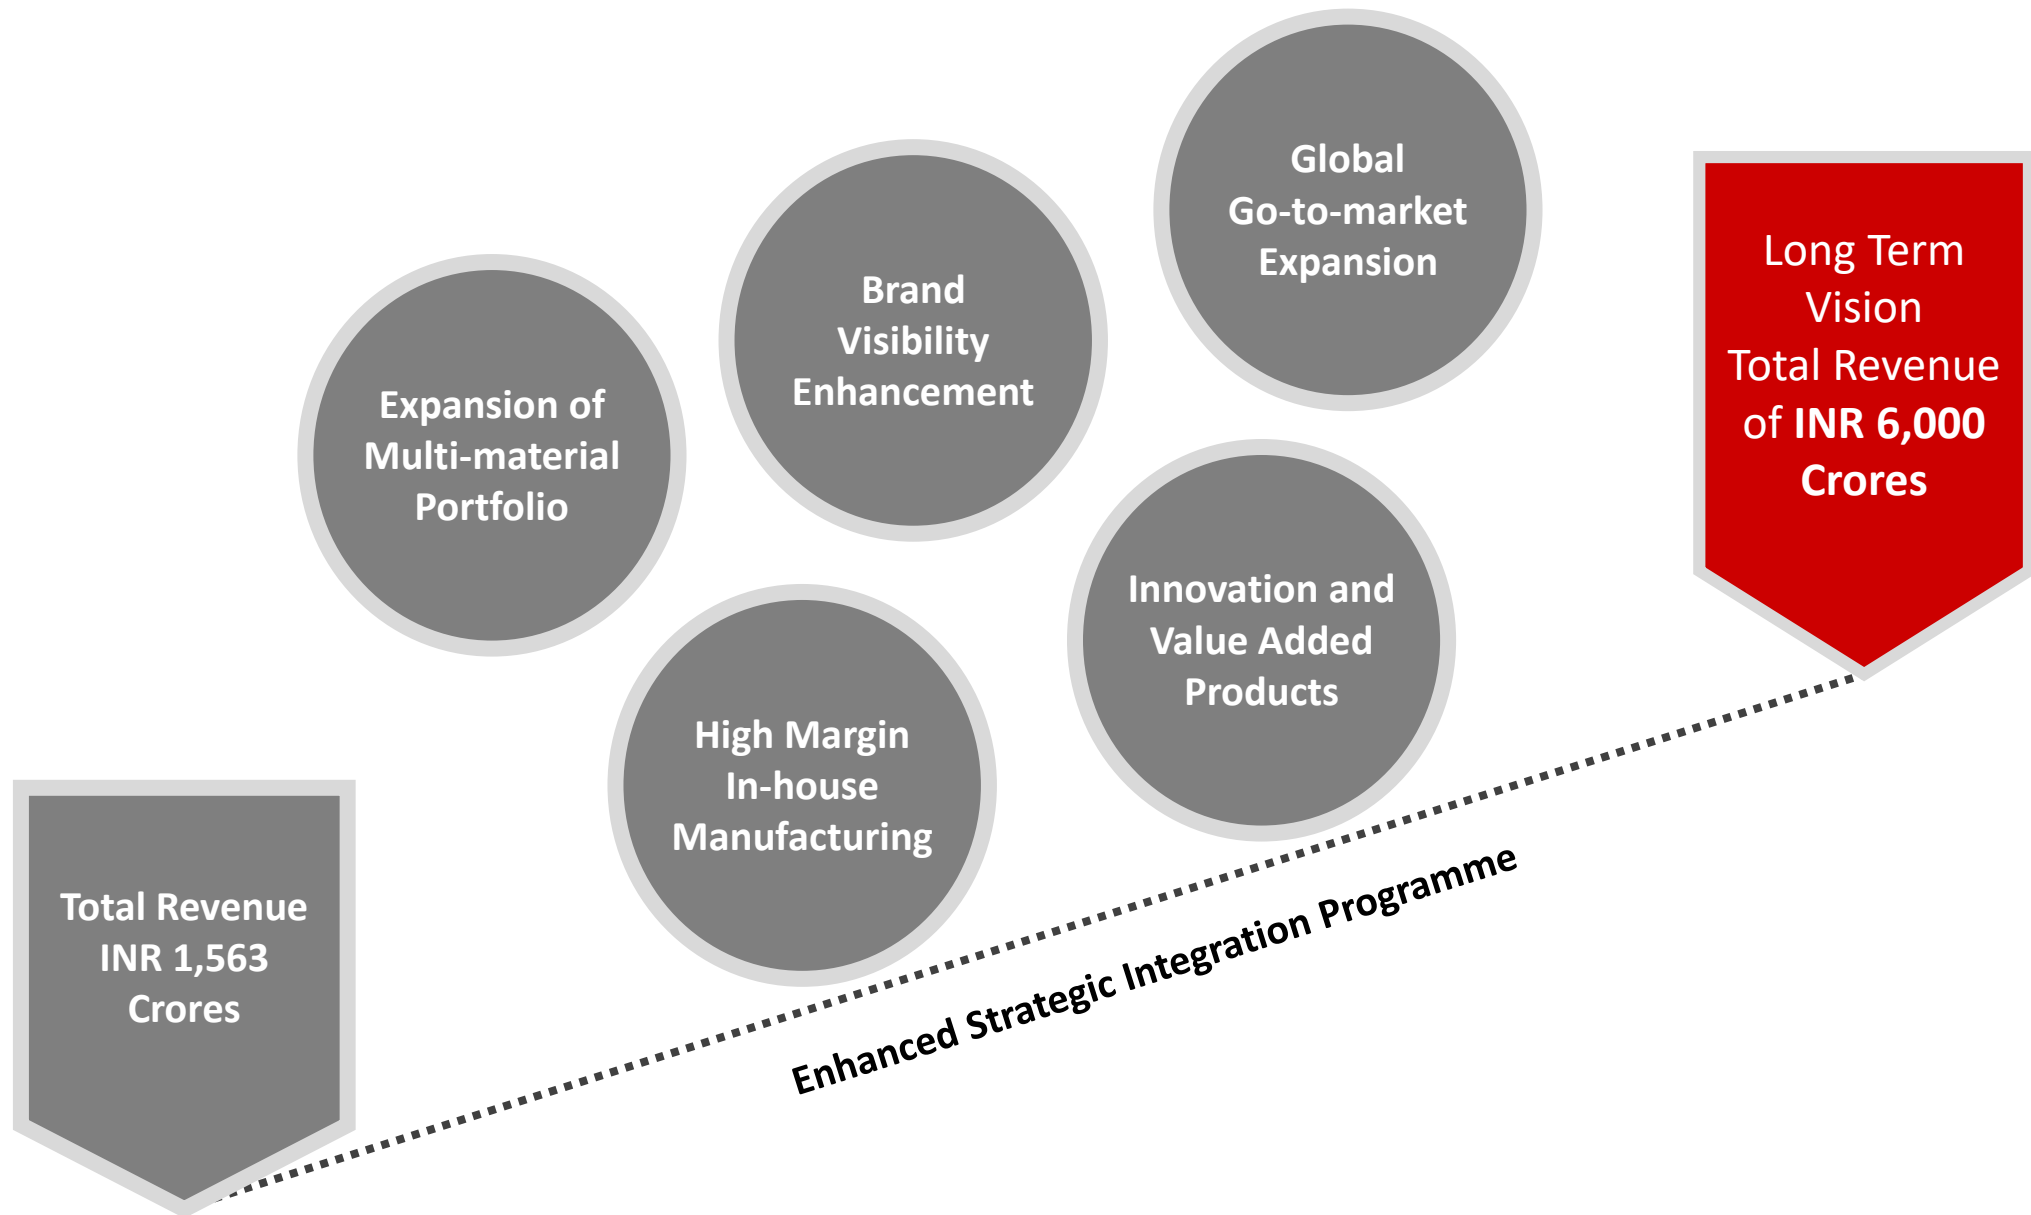 Global
Go-to-market
Expansion
Brand
Visibility
Enhancement
Expansion of
Multi-material
Portfolio
Long Term
Vision
Total Revenue
of INR 6,000
Crores
Innovation and
Value Added
Products
High Margin
In-house
Manufacturing
Total Revenue
INR 1,563
Crores
Enhanced Strategic Integration Programme